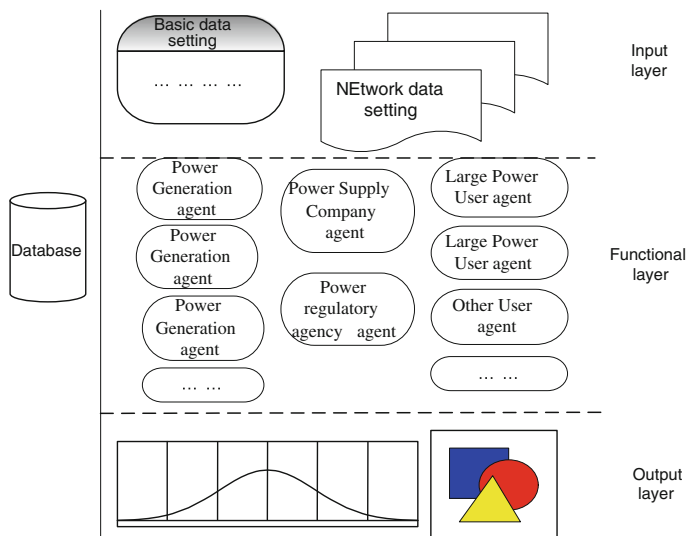 Basic data
setting
... ... ... ...
NEtwork data
setting
Input
layer
Database
Power
Generation
agent
Power
Generation
agent
Power
Generation
agent
... ...
Power Supply
Company
agent
Power
regulatory
agency agent
Large Power
User agent
Large Power
User agent
Other User
agent
... ...
Functional
layer
Output
layer